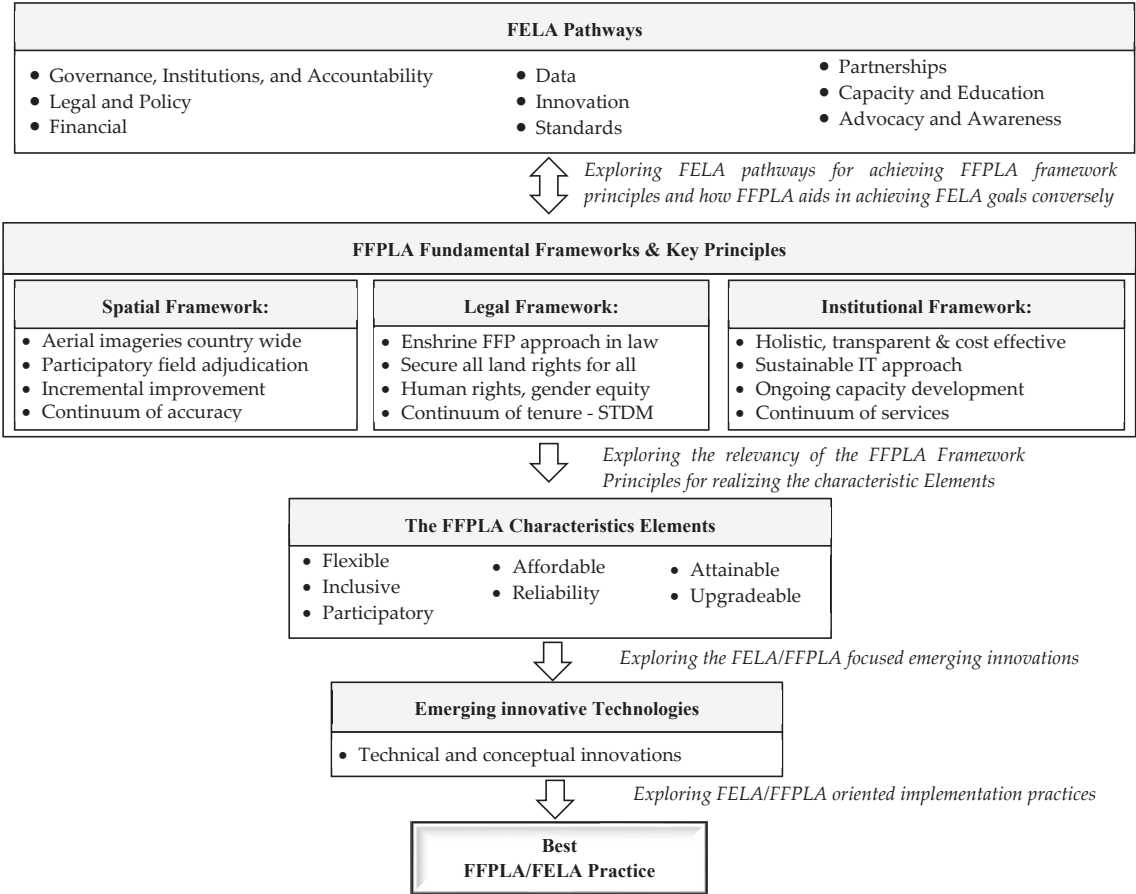 FELA Pathways
• Governance, Institutions, and Accountability
• Legal and Policy
• Financial
• Data
• Innovation
• Standards
• Partnerships
• Capacity and Education
• Advocacy and Awareness
Exploring FELA pathways for achieving FFPLA framework
principles and how FFPLA aids in achieving FELA goals conversely
FFPLA Fundamental Frameworks & Key Principles
Spatial Framework:
• Aerial imageries country wide
• Participatory field adjudication
• Incremental improvement
• Continuum of accuracy
Legal Framework:
• Enshrine FFP approach in law
• Secure all land rights for all
• Human rights, gender equity
• Continuum of tenure - STDM
Institutional Framework:
• Holistic, transparent & cost effective
• Sustainable IT approach
• Ongoing capacity development
• Continuum of services
Exploring the relevancy of the FFPLA Framework
Principles for realizing the characteristic Elements
The FFPLA Characteristics Elements
• Flexible
• Inclusive
• Participatory
• Affordable
• Reliability
• Attainable
• Upgradeable
Exploring the FELA/FFPLA focused emerging innovations
Emerging innovative Technologies
• Technical and conceptual innovations
Exploring FELA/FFPLA oriented implementation practices
Best
FFPLA/FELA Practice